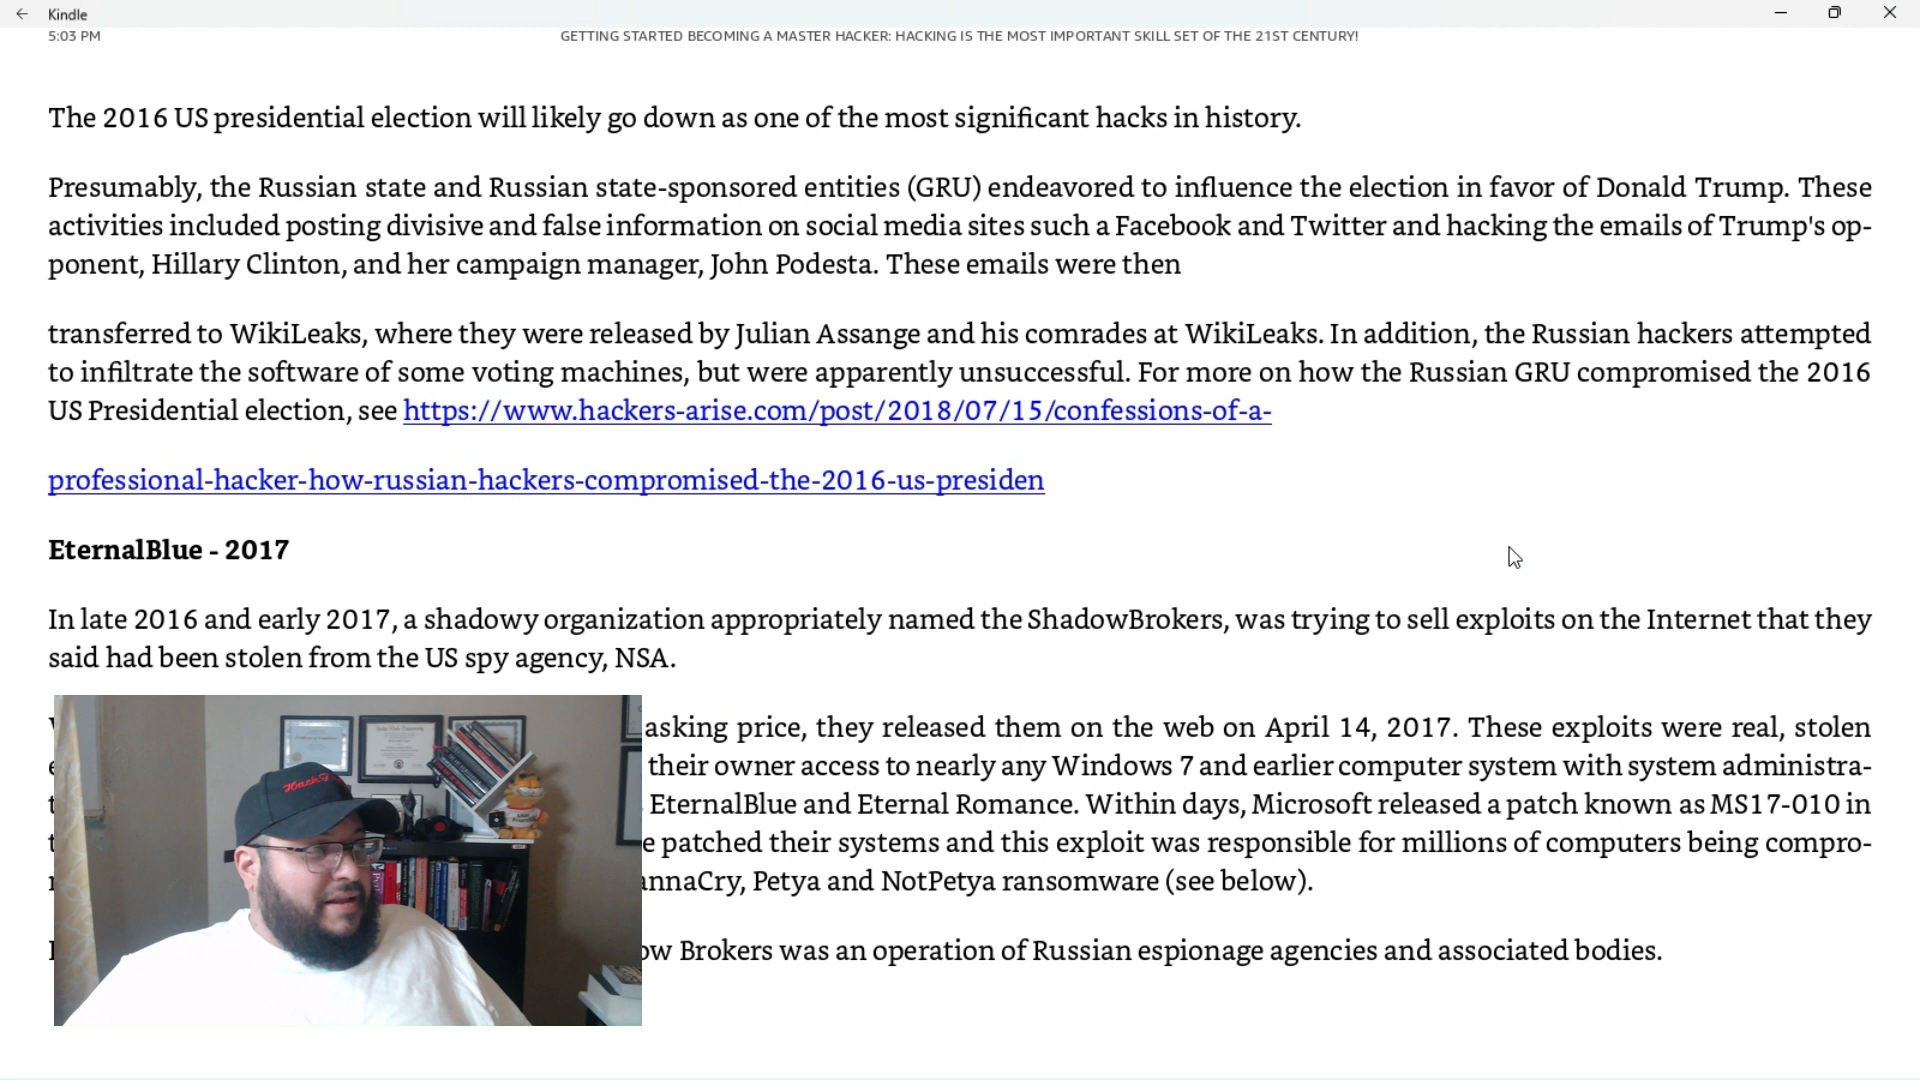 Kindle
5:03 PM
GETTING STARTED BECOMING A MASTER HACKER: HACKING IS THE MOST IMPORTANT SKILL SET OF THE 21ST CENTURY!
The 2016 US presidential election will likely go down as one of the most significant hacks in history.
Presumably, the Russian state and Russian state-sponsored entities (GRU) endeavored to influence the election in favor of Donald Trump. These
activities included posting divisive and false information on social media sites such a Facebook and Twitter and hacking the emails of Trump's op-
ponent, Hillary Clinton, and her campaign manager, John Podesta. These emails were then
transferred to WikiLeaks, where they were released by Julian Assange and his comrades at WikiLeaks. In addition, the Russian hackers attempted
to infiltrate the software of some voting machines, but were apparently unsuccessful. For more on how the Russian GRU compromised the 2016
US Presidential election, see https://www.hackers-arise.com/post/2018/07/15/confessions-of-a-
professional-hacker-how-russian-hackers-compromised-the-2016-us-presiden
EternalBlue - 2017
In late 2016 and early 2017, a shadowy organization appropriately named the ShadowBrokers, was trying to sell exploits on the Internet that they
said had been stolen from the US spy agency, NSA.
asking price, they released them on the web on April 14, 2017. These exploits were real, stolen
their owner access to nearly any Windows 7 and earlier computer system with system administra-
EternalBlue and Eternal Romance. Within days, Microsoft released a patch known as MS17-010 in
e patched their systems and this exploit was responsible for millions of computers being compro-
annaCry, Petya and NotPetya ransomware (see below).
ow Brokers was an operation of Russian espionage agencies and associated bodies.